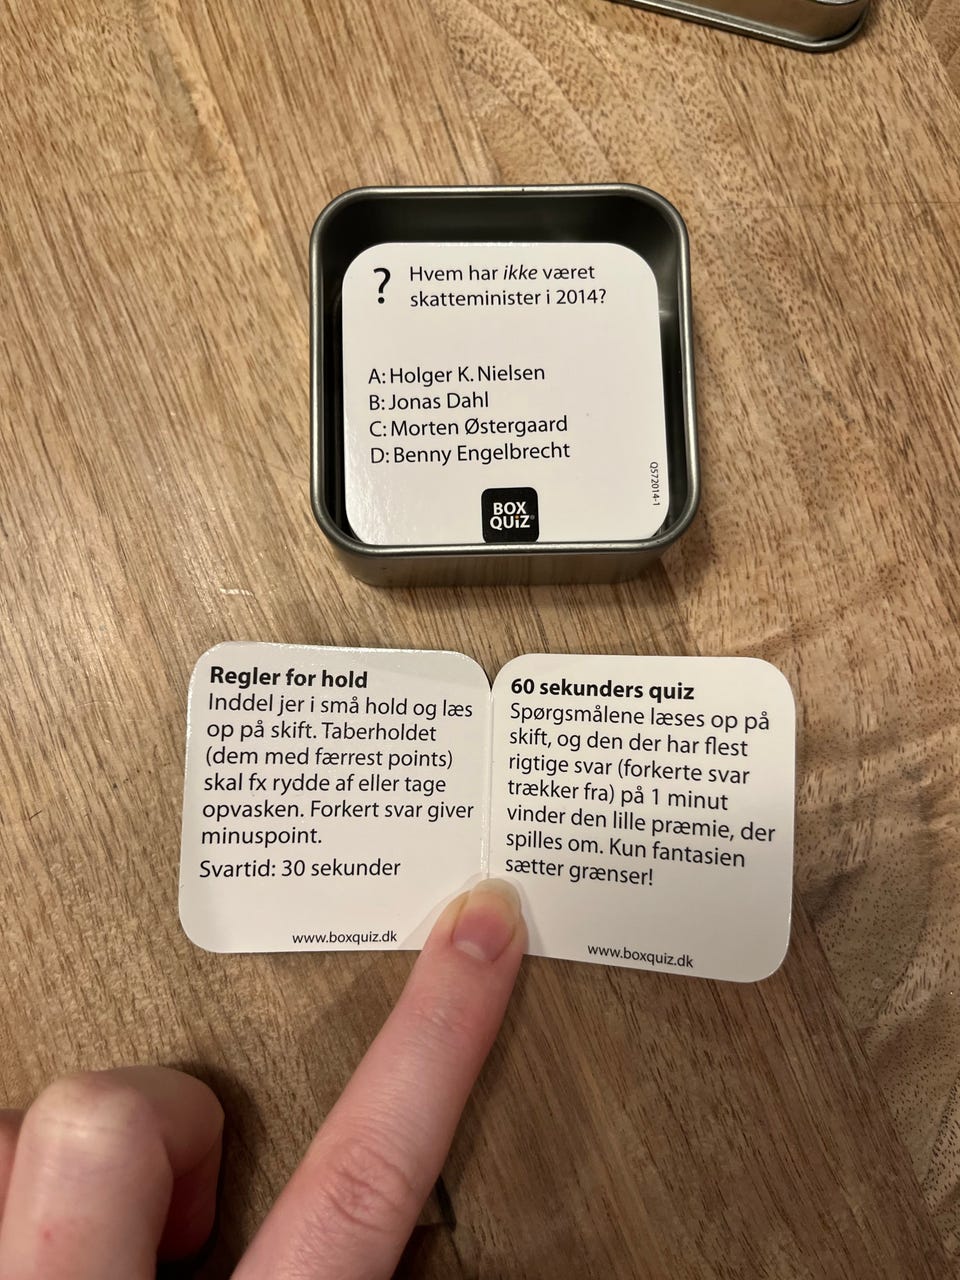 ? Hvem har ikke været
skatteminister i 2014?
A: Holger K. Nielsen
B: Jonas Dahl
C: Morten Østergaard
D: Benny Engelbrecht
Q572014-1
BOX
QUiZ
Regler for hold
Inddel jer i små hold og læs
op på skift. Taberholdet
(dem med færrest points)
skal fx rydde af eller tage
opvasken. Forkert svar giver
minuspoint.
Svartid: 30 sekunder
www.boxquiz.dk
60 sekunders quiz
Spørgsmålene læses op på
skift, og den der har flest
rigtige svar (forkerte svar
trækker fra) på 1 minut
vinder den lille præmie, der
spilles om. Kun fantasien
sætter grænser!
www.boxquiz.dk